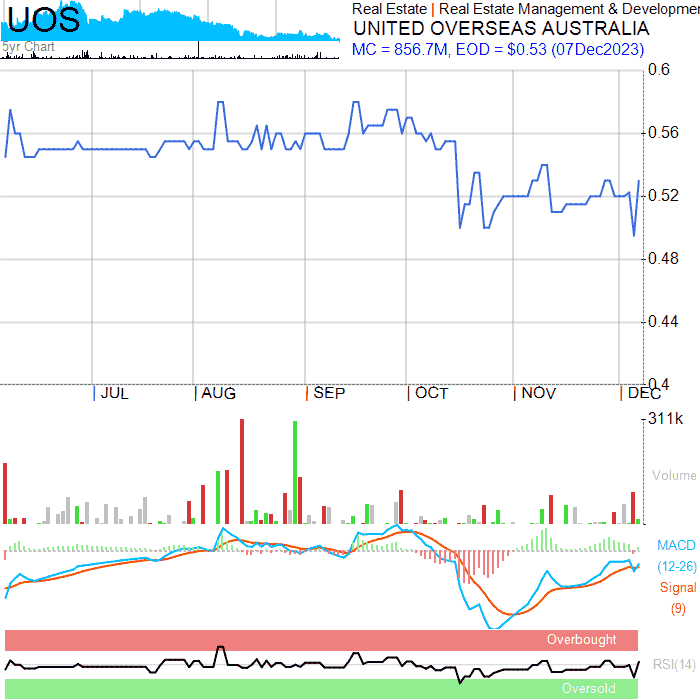 UOS
5yr Chart
Real Estate | Real Estate Management & Developmen
UNITED OVERSEAS AUSTRALIA
MC = 856.7M, EOD = $0.53 (07Dec2023)
0.6
0.56
0.52
0.48
0.44
0.4
JUL AUG SEP OCT NOV DEC
311k
Volume
MACD
(12-26)
Signal
(9)
Overbought
RSI(14)
Oversold